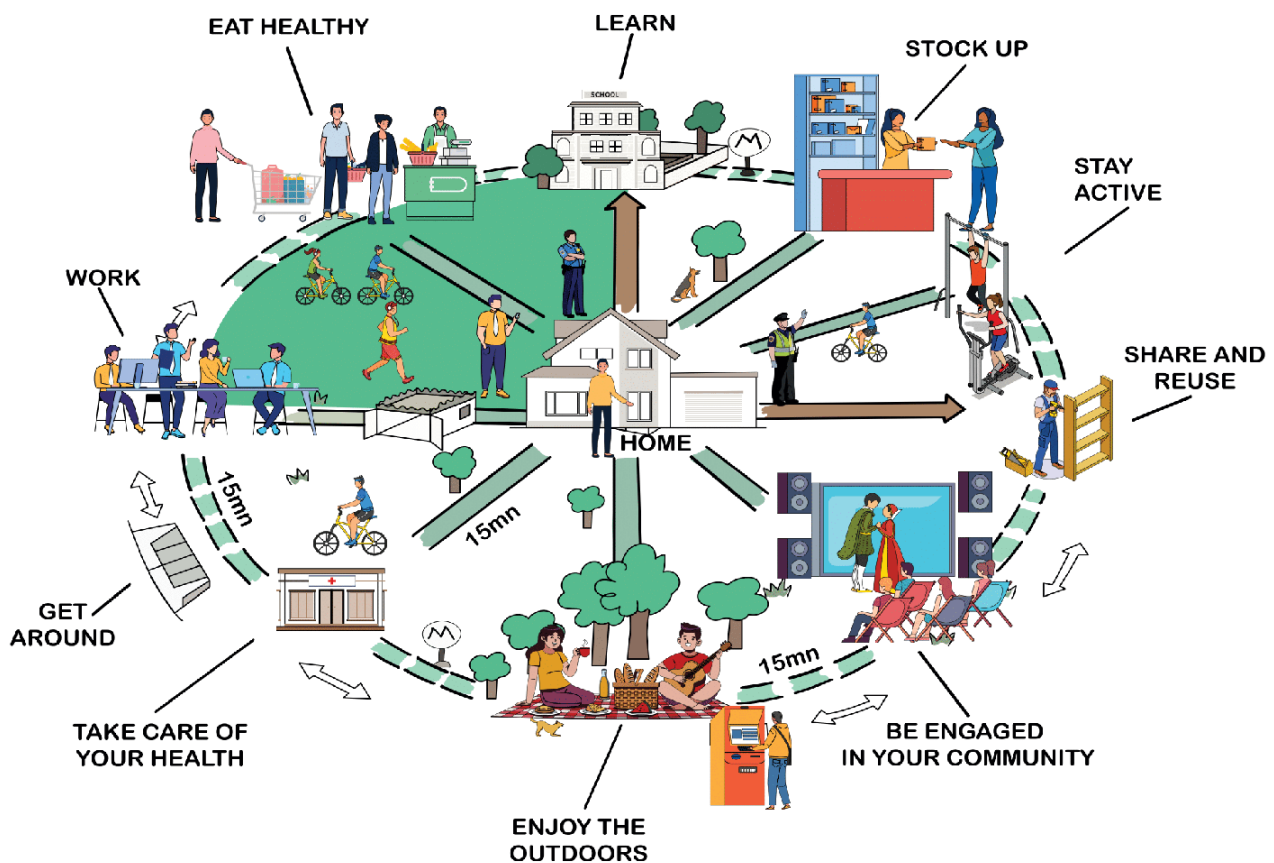 EAT HEALTHY
LEARN
STOCK UP
SCHOOL
M
STAY
ACTIVE
WORK
SHARE AND
REUSE
HOME
15mn
15mn
GET
AROUND
M
15mn
TAKE CARE OF
YOUR HEALTH
BE ENGAGED
IN YOUR COMMUNITY
ENJOY THE
OUTDOORS